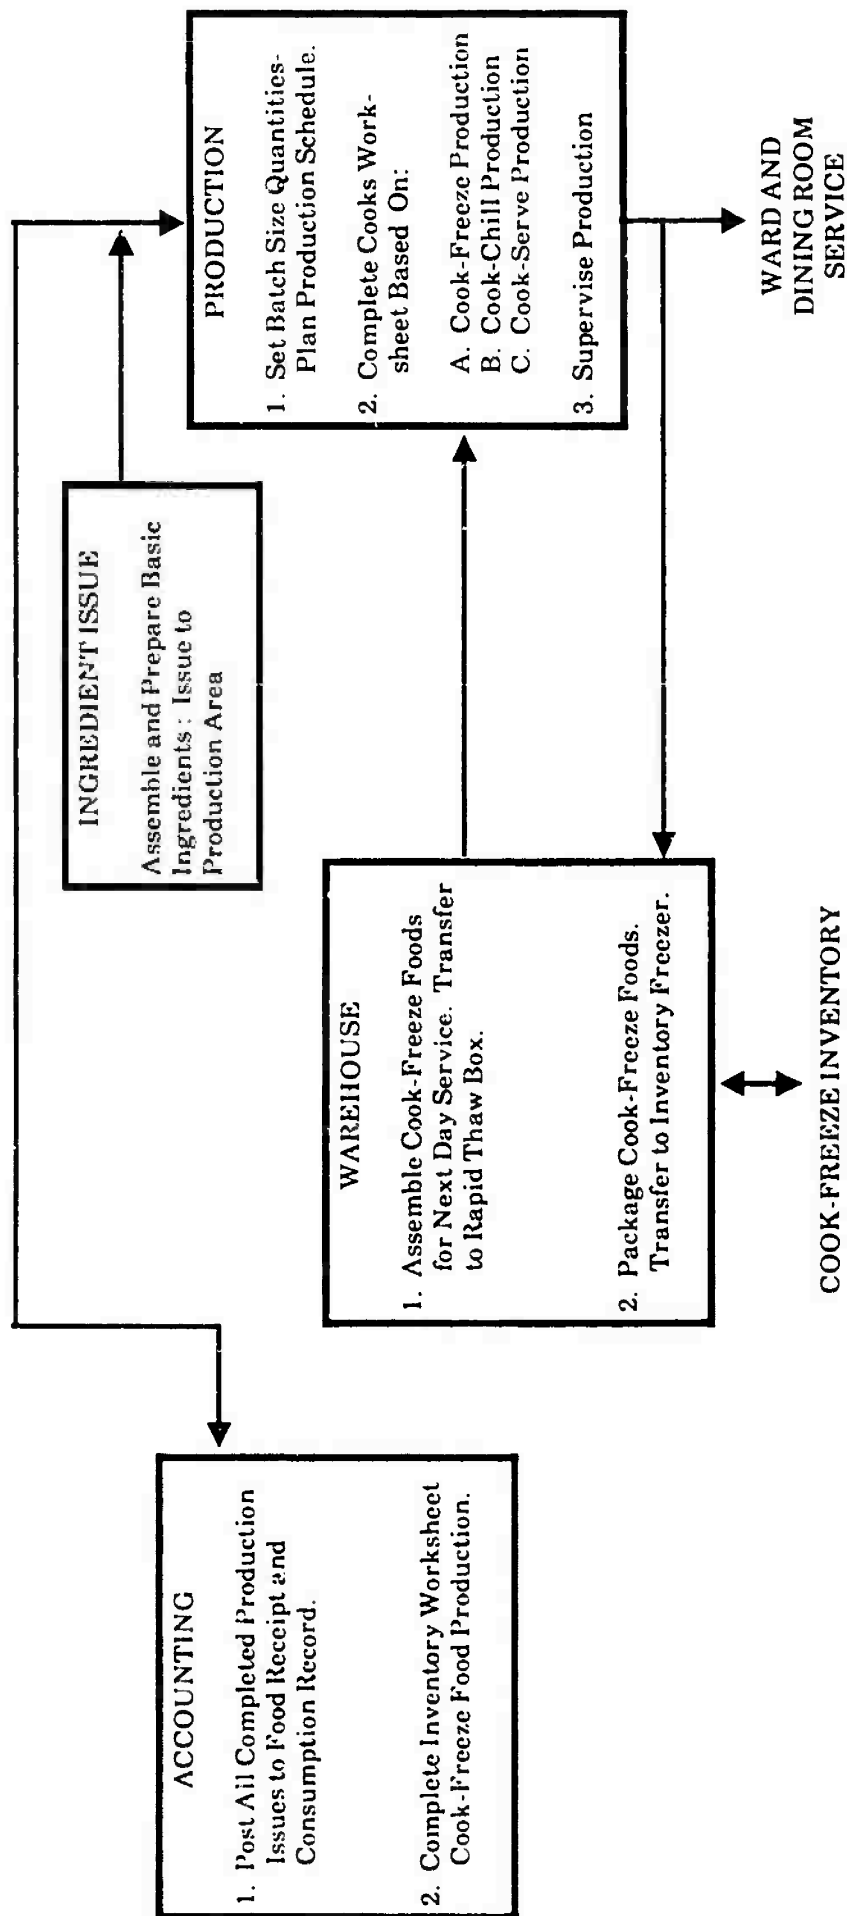 ACCOUNTING
1. Post All Completed Production
Issues to Food Receipt and
Consumption Record.
2. Complete Inventory Worksheet
Cook-Freeze Food Production.
WAREHOUSE
1. Assemble Cook-Freeze Foods
for Next Day Service. Transfer
to Rapid Thaw Box.
2. Package Cook-Freeze Foods.
Transfer to Inventory Freezer.
COOK-FREEZE INVENTORY
INGREDIENT ISSUE
Assemble and Prepare Basic
Ingredients : Issue to
Production Area
PRODUCTION
1. Set Batch Size Quantities-
Plan Production Schedule.
2. Complete Cooks Work-
sheet Based On:
A. Cook-Freeze Production
B. Cook-Chill Production
C. Cook-Serve Production
3. Supervise Production
WARD AND
DINING ROOM
SERVICE